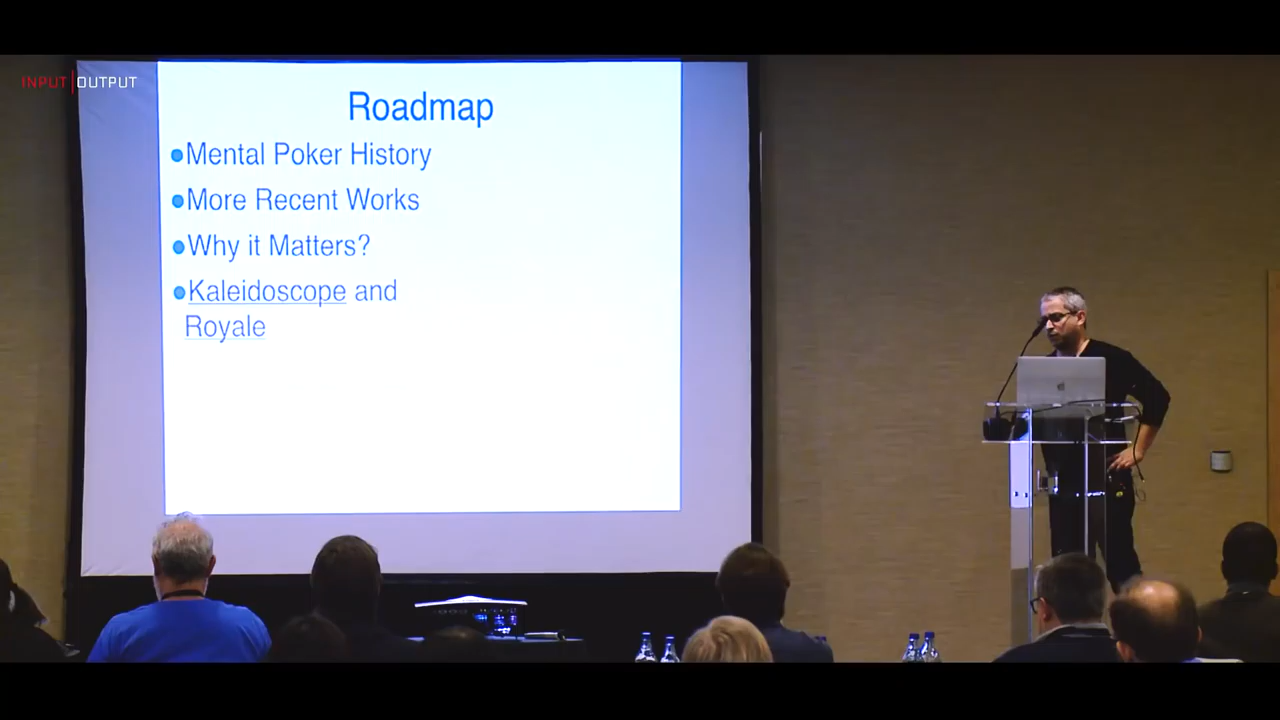 INPUT|OUTPUT
Roadmap
●Mental Poker History
●More Recent Works
●Why it Matters?
●Kaleidoscope and
Royale